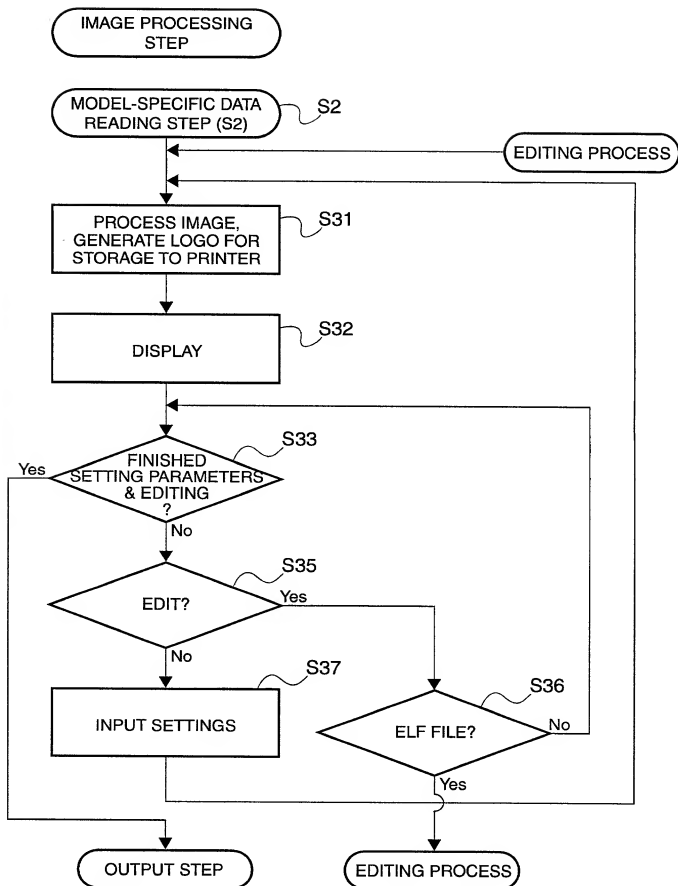 IMAGE PROCESSING
STEP
MODEL-SPECIFIC DATA
READING STEP (S2)
S2
EDITING PROCESS
PROCESS IMAGE,
GENERATE LOGO FOR
STORAGE TO PRINTER
S31
DISPLAY
S32
FINISHED
SETTING PARAMETERS
& EDITING
?
S33
Yes
No
EDIT?
S35
Yes
No
INPUT SETTINGS
S37
ELF FILE?
S36
No
Yes
OUTPUT STEP
EDITING PROCESS